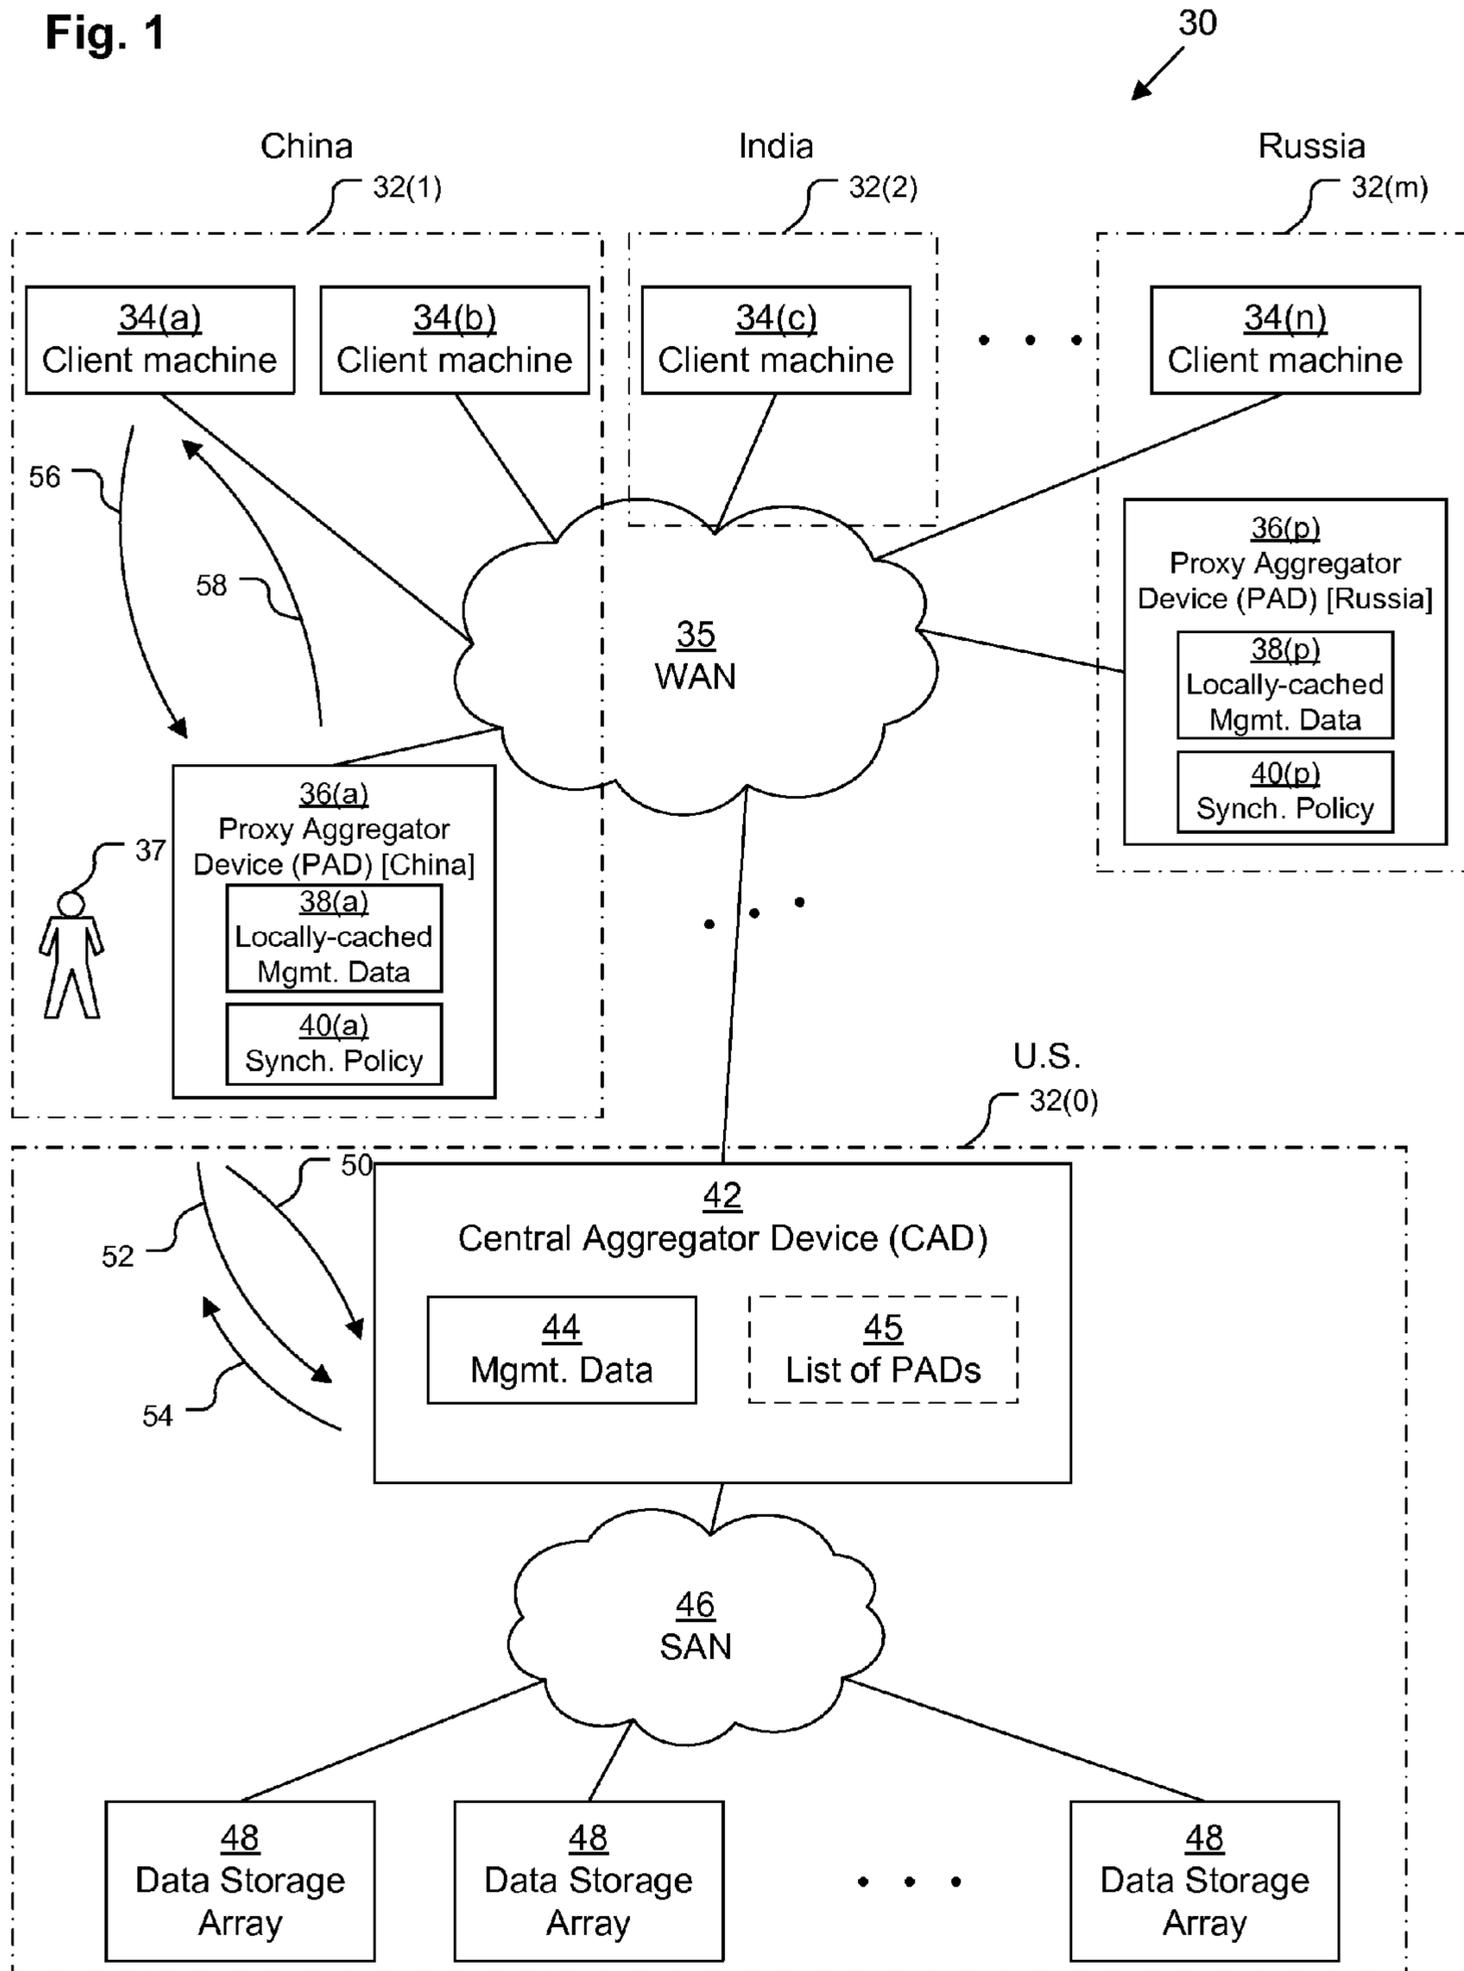 Fig. 1
30
China
India
Russia
32(1)
32(2)
32(m)
34(a)
Client machine
34(b)
Client machine
34(c)
Client machine
34(n)
Client machine
56
58
35
WAN
36(p)
Proxy Aggregator
Device (PAD) [Russia]
38(p)
Locally-cached
Mgmt. Data
40(p)
Synch. Policy
37
36(a)
Proxy Aggregator
Device (PAD) [China]
38(a)
Locally-cached
Mgmt. Data
40(a)
Synch. Policy
U.S.
32(0)
50
52
54
42
Central Aggregator Device (CAD)
44
Mgmt. Data
45
List of PADs
46
SAN
48
Data Storage
Array
48
Data Storage
Array
48
Data Storage
Array